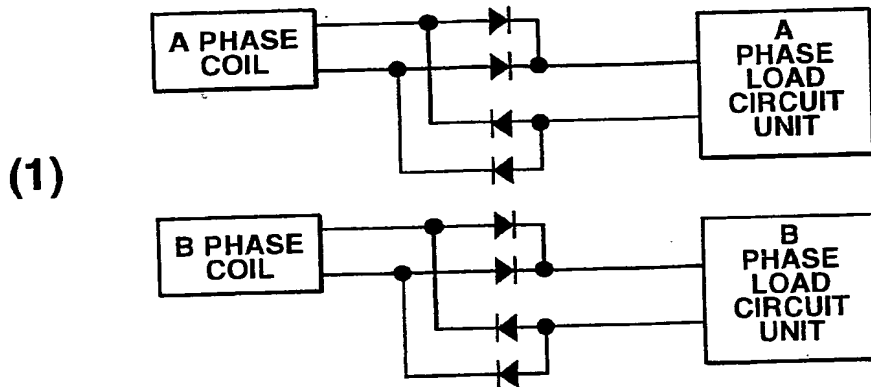 A PHASE
COIL
A
PHASE
LOAD
CIRCUIT
UNIT
(1)
B PHASE
COIL
B
PHASE
LOAD
CIRCUIT
UNIT